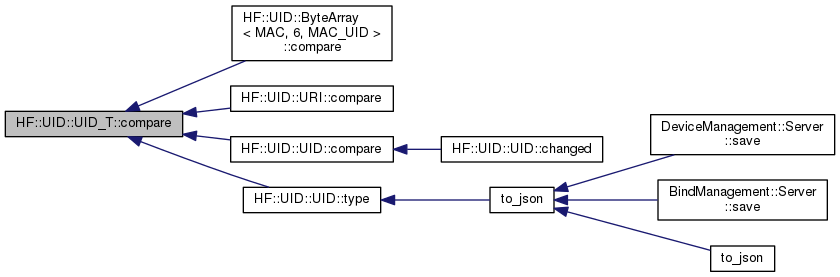 HF::UID::ByteArray
< MAC, 6, MAC_UID >
::compare
HF::UID::URI::compare
HF::UID::UID_T::compare
HF::UID::UID::compare
HF::UID::UID::changed
HF::UID::UID::type
to_json
DeviceManagement::Server
::save
BindManagement::Server
::save
to_json